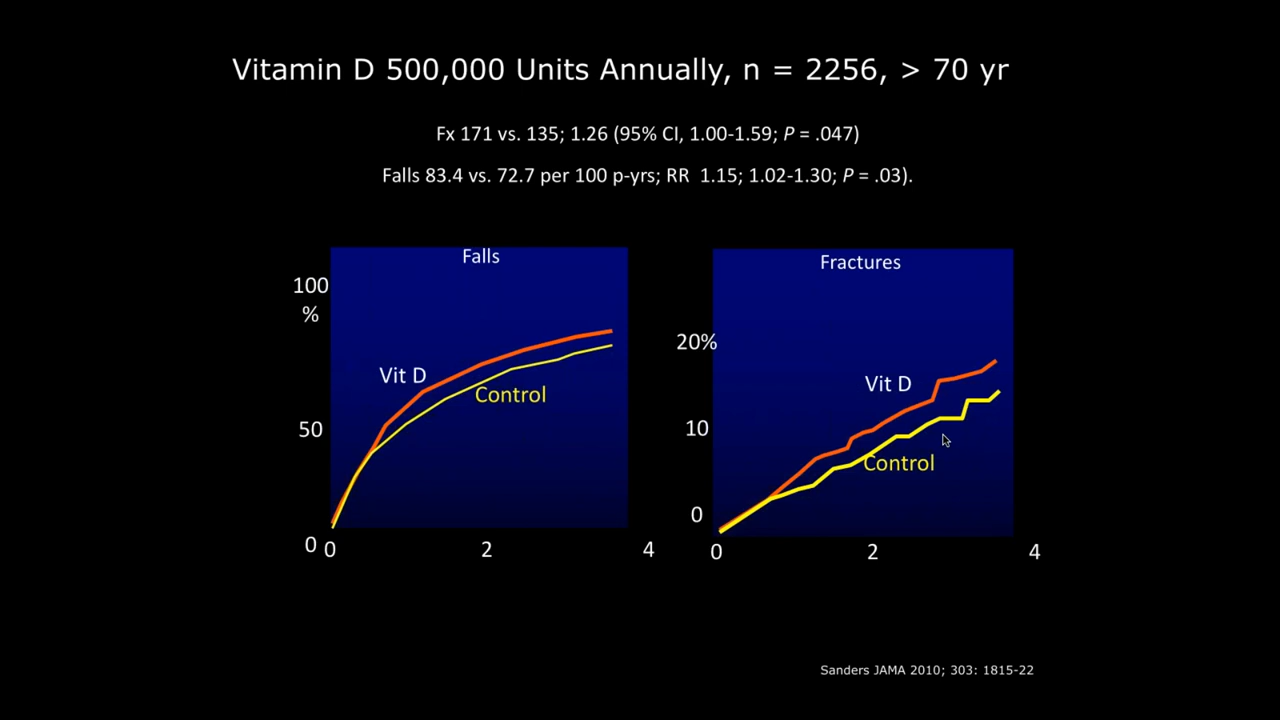 Vitamin D 500,000 Units Annually, n = 2256, > 70 yr
Fx 171 vs. 135; 1.26 (95% CI, 1.00-1.59; P = .047)
Falls 83.4 vs. 72.7 per 100 p-yrs; RR  1.15; 1.02-1.30; P = .03).
Falls
100
%
Vit D
Control
50
0
0
2
4
Fractures
20%
Vit D
10
Control
0
0
2
4
Sanders JAMA 2010; 303: 1815-22